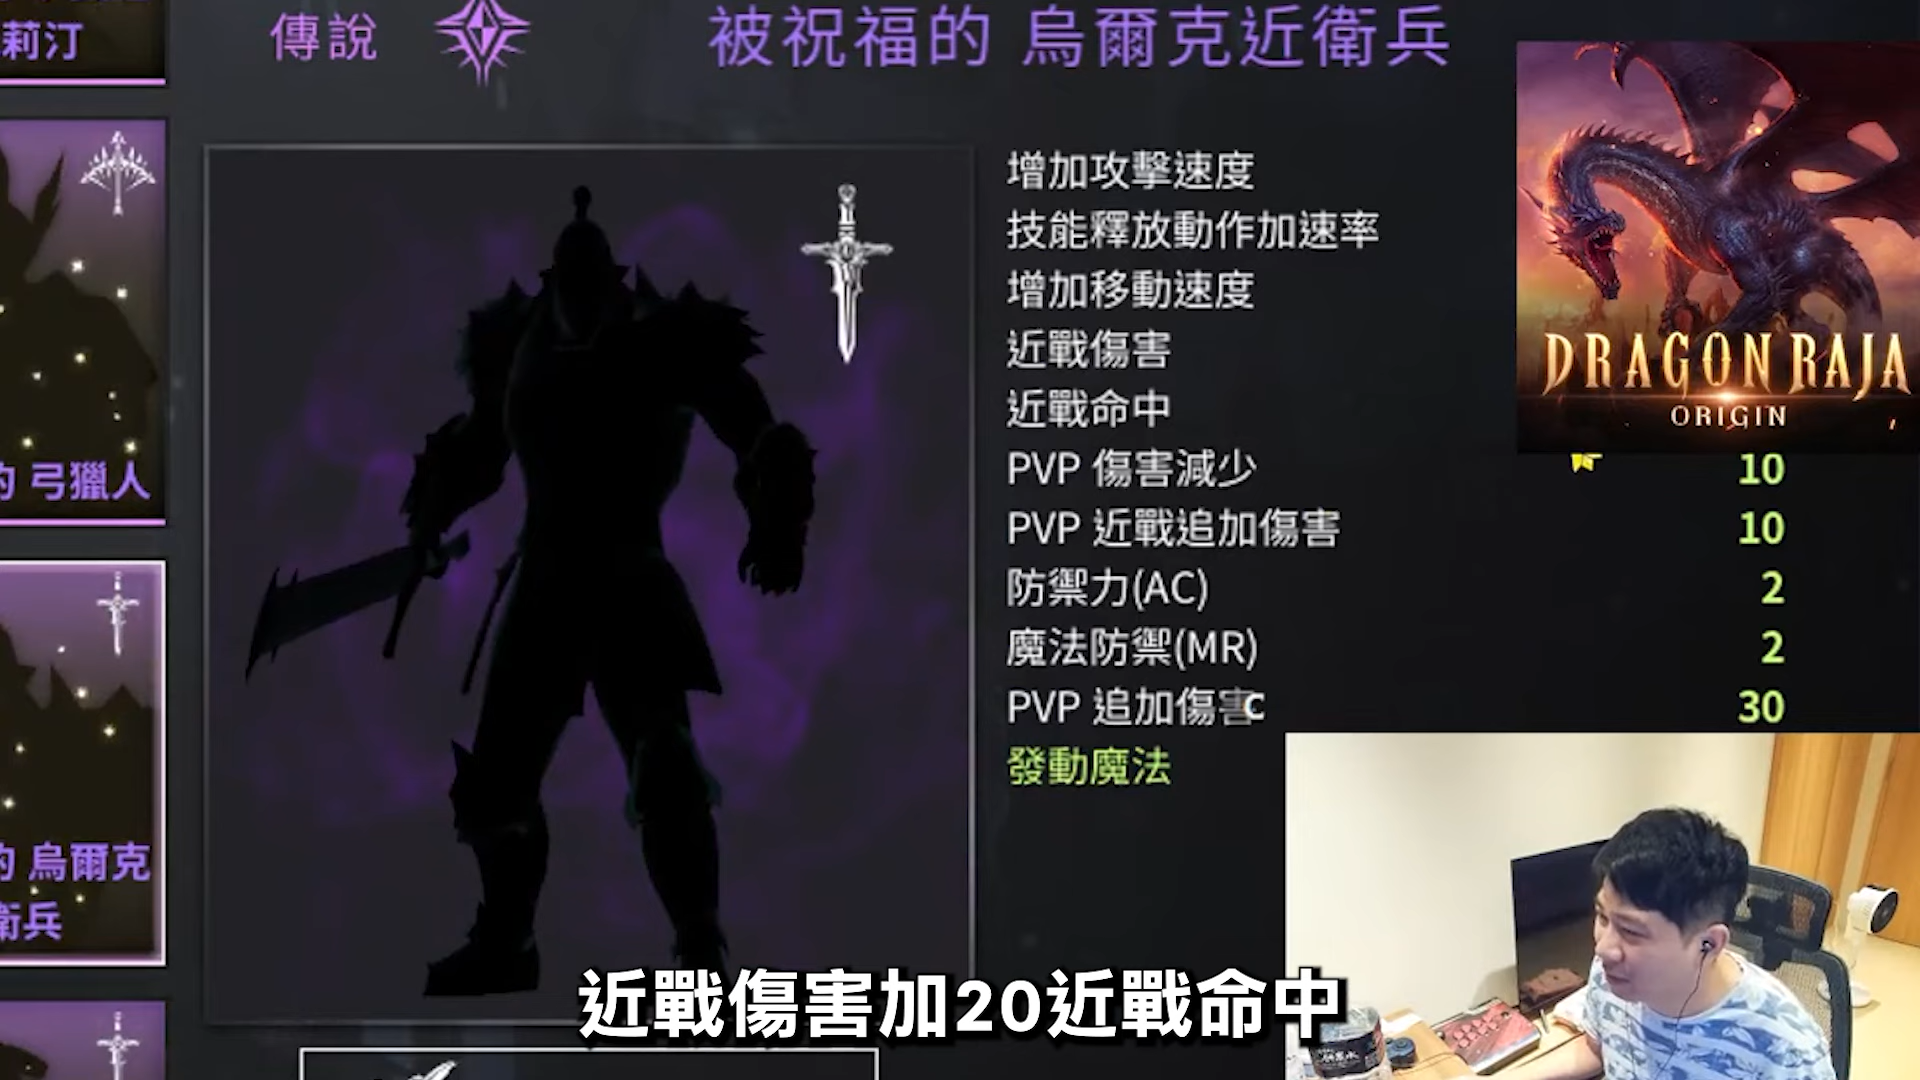 莉汀
傳說
被祝福的 烏爾克近衛兵
的 弓獵人
的 烏爾克
衛兵
增加攻擊速度
技能釋放動作加速率
增加移動速度
近戰傷害
近戰命中
PVP 傷害減少 10
PVP 近戰追加傷害 10
防禦力(AC) 2
魔法防禦(MR) 2
PVP 追加傷害 30
發動魔法
DRAGON RAJA
ORIGIN
近戰傷害加20近戰命中